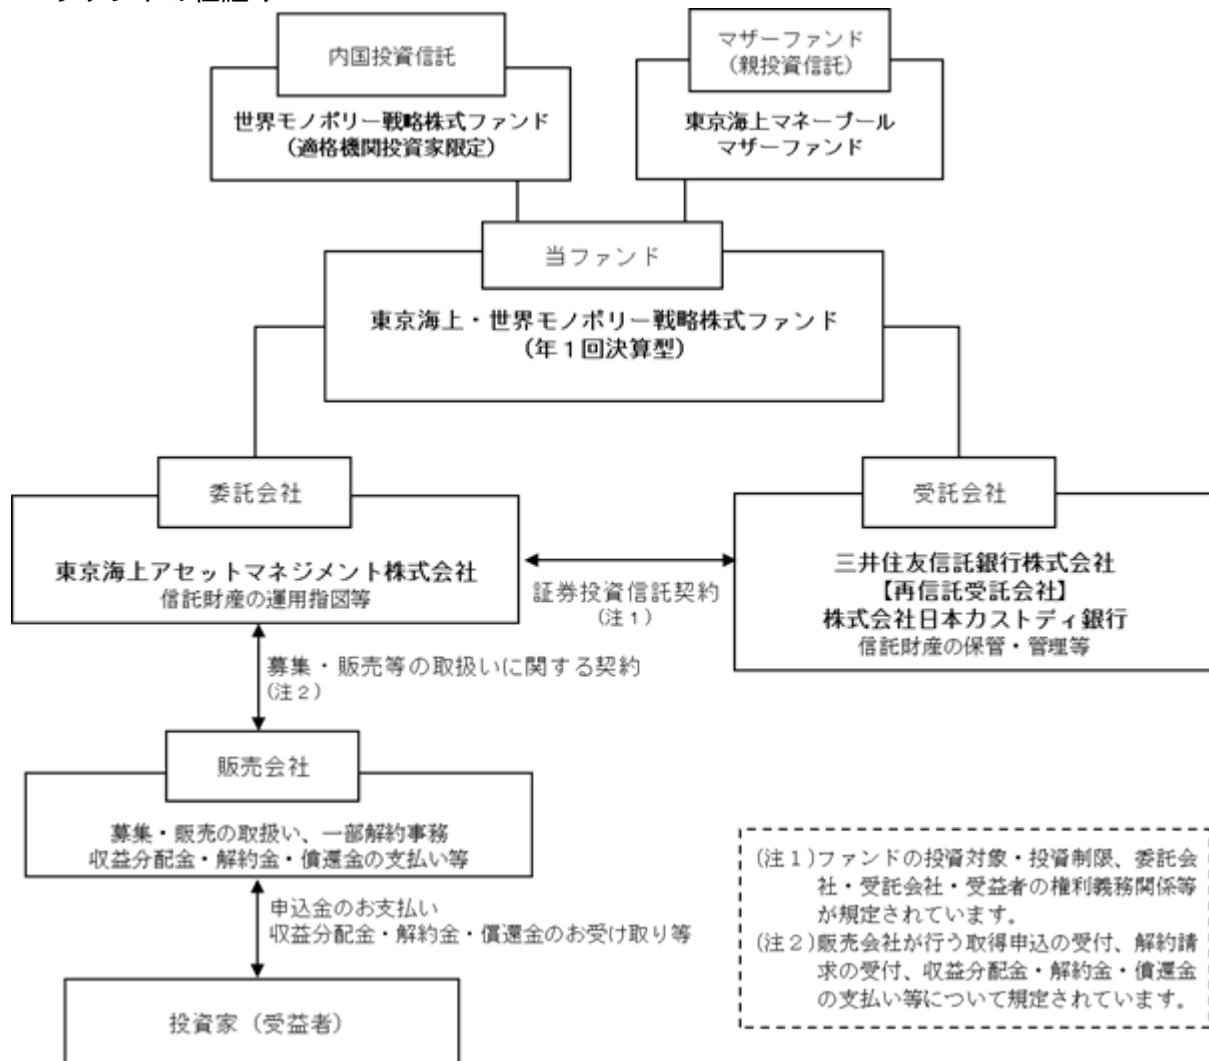 内国投資信託
世界モノポリー戦略株式ファンド
(適格機関投資家限定)
マザーファンド
(親投資信託)
東京海上マネープール
マザーファンド
当ファンド
東京海上・世界モノポリー戦略株式ファンド
(年1回決算型)
委託会社
東京海上アセットマネジメント株式会社
信託財産の運用指図等
証券投資信託契約
(注1)
受託会社
三井住友信託銀行株式会社
【再信託受託会社】
株式会社日本カストディ銀行
信託財産の保管・管理等
募集・販売等の取扱いに関する契約
(注2)
販売会社
募集・販売の取扱い、一部解約事務
収益分配金・解約金・償還金の支払い等
申込金のお支払い
収益分配金・解約金・償還金のお受け取り等
投資家(受益者)
(注1)ファンドの投資対象・投資制限、委託会
社・受託会社・受益者の権利義務関係等
が規定されています。
(注2)販売会社が行う取得申込の受付、解約請
求の受付、収益分配金・解約金・償還金
の支払い等について規定されています。